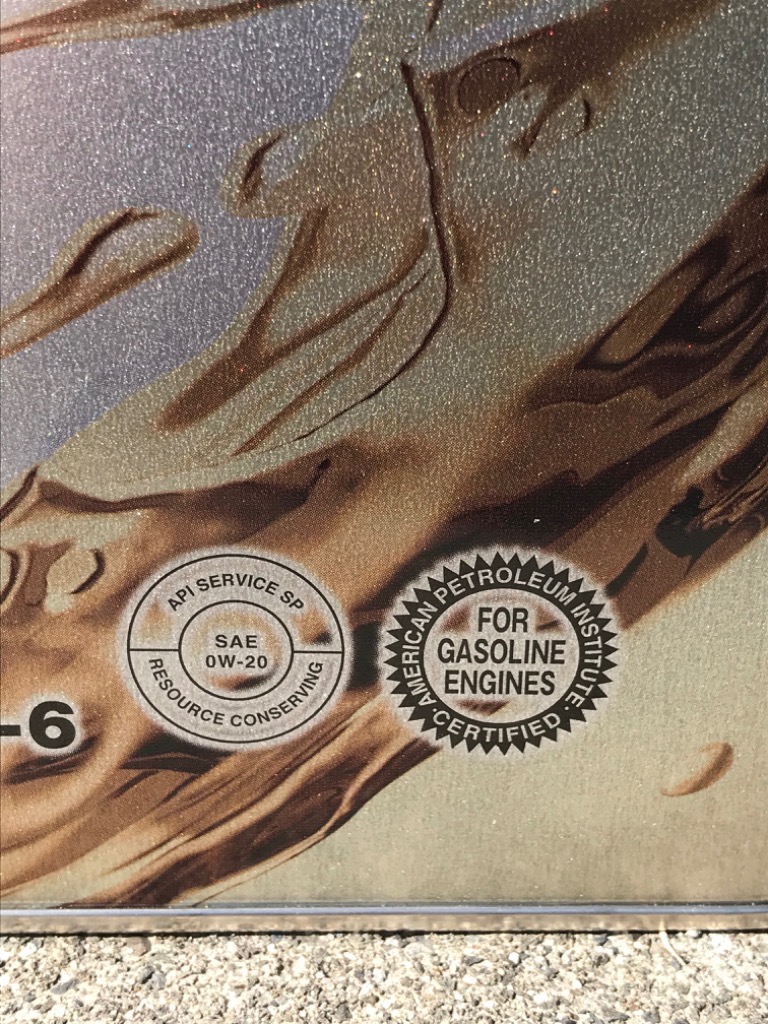 API SERVICE SP
SAE
0W-20
RESOURCE CONSERVING
AMERICAN PETROLEUM INSTITUTE
FOR
GASOLINE
ENGINES
CERTIFIED
-6